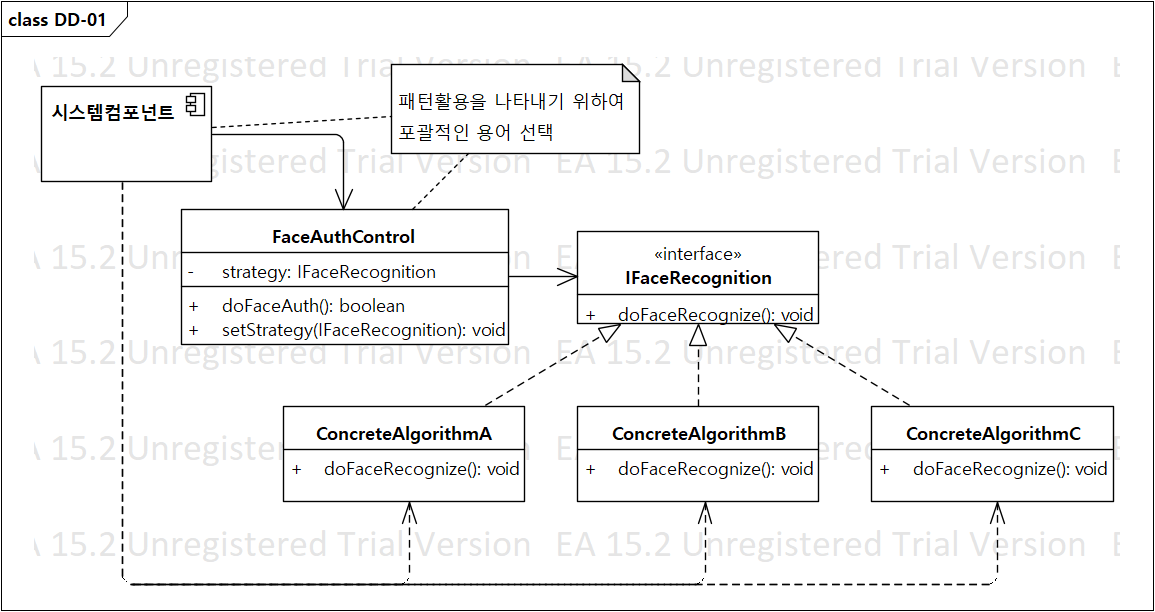 class DD-01
EA 15.2 Unregistered Trial Version
시스템컴포넌트
패턴활용을 나타내기 위하여
포괄적인 용어 선택
FaceAuthControl
- strategy: IFaceRecognition
+ doFaceAuth(): boolean
+ setStrategy(IFaceRecognition): void
«interface»
IFaceRecognition
+ doFaceRecognize(): void
ConcreteAlgorithmA
+ doFaceRecognize(): void
ConcreteAlgorithmB
+ doFaceRecognize(): void
ConcreteAlgorithmC
+ doFaceRecognize(): void